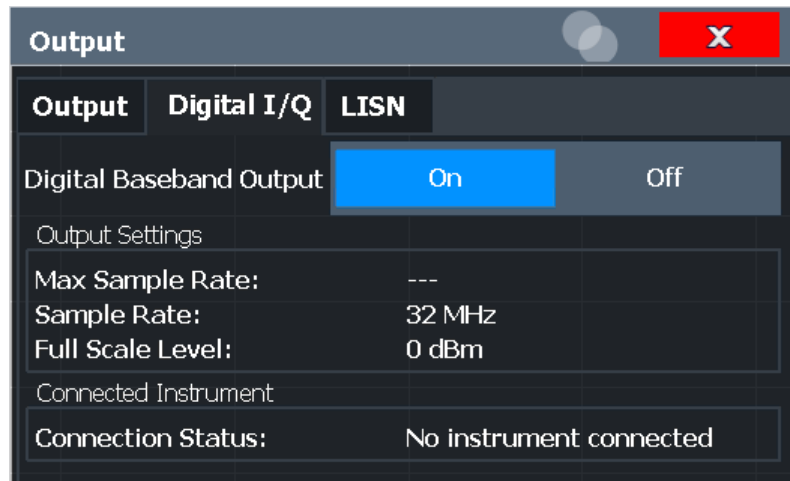 Output
X
Output Digital I/Q LISN
Digital Baseband Output On Off
Output Settings
Max Sample Rate: ---
Sample Rate: 32 MHz
Full Scale Level: 0 dBm
Connected Instrument
Connection Status: No instrument connected